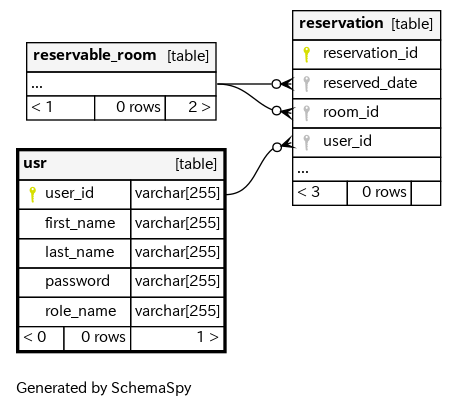 reservation [table]
reservation_id
reserved_date
room_id
user_id
...
< 3 0 rows
reservable_room [table]
...
< 1 0 rows 2 >
usr [table]
user_id varchar[255]
first_name varchar[255]
last_name varchar[255]
password varchar[255]
role_name varchar[255]
< 0 0 rows 1 >
Generated by SchemaSpy